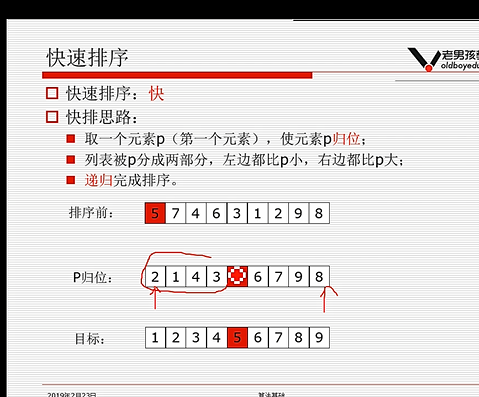 快速排序
老男孩教
oldboyedu
快速排序：快
快排思路：
取一个元素p（第一个元素），使元素p归位；
列表被p分成两部分，左边都比p小，右边都比p大；
递归完成排序。
排序前： 5 7 4 6 3 1 2 9 8
P归位： 2 1 4 3 6 7 9 8
目标： 1 2 3 4 5 6 7 8 9
2019年2月23日 算法基础